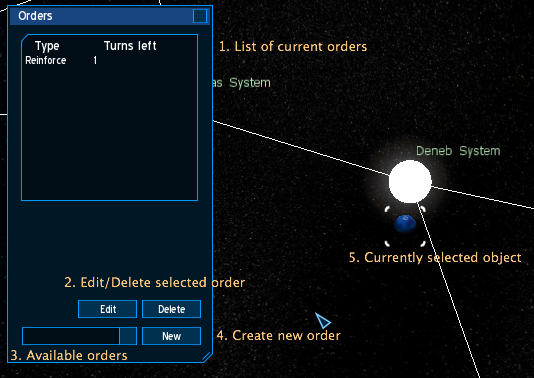 Orders
Type Turns left
Reinforce 1
1. List of current orders
as System
Deneb System
5. Currently selected object
2. Edit/Delete selected order
Edit Delete
New
4. Create new order
3. Available orders